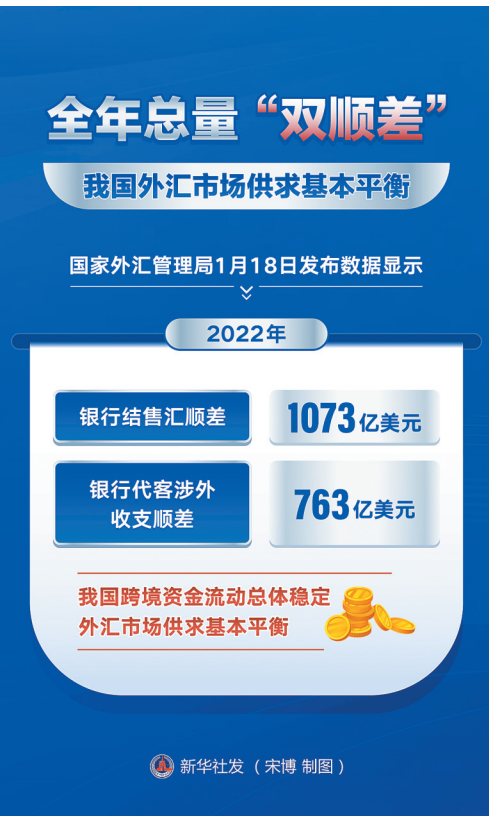 全年总量“双顺差”
我国外汇市场供求基本平衡
国家外汇管理局1月18日发布数据显示
2022年
银行结售汇顺差
1073亿美元
银行代客涉外
收支顺差
763亿美元
我国跨境资金流动总体稳定
外汇市场供求基本平衡
新华社发（宋博 制图）